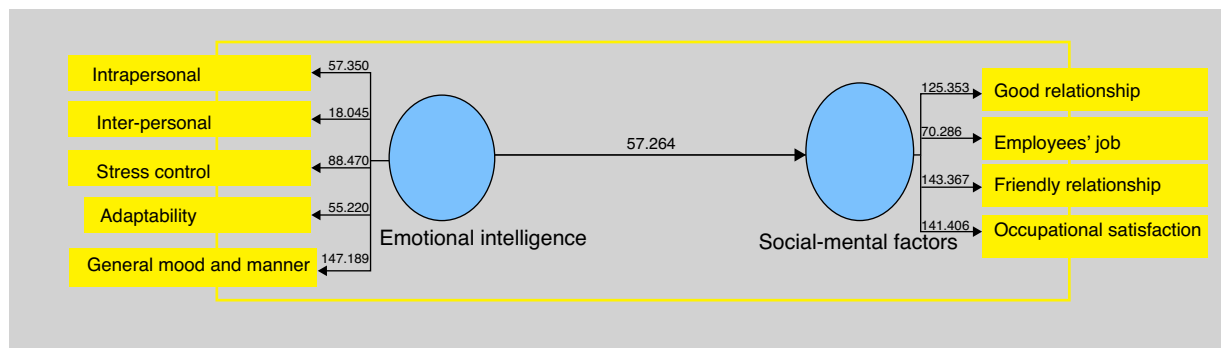 Intrapersonal
57.350
Inter-personal
18.045
Stress control
88.470
Adaptability
55.220
General mood and manner
147.189
Emotional intelligence
57.264
Social-mental factors
125.353
Good relationship
70.286
Employees’ job
143.367
Friendly relationship
141.406
Occupational satisfaction